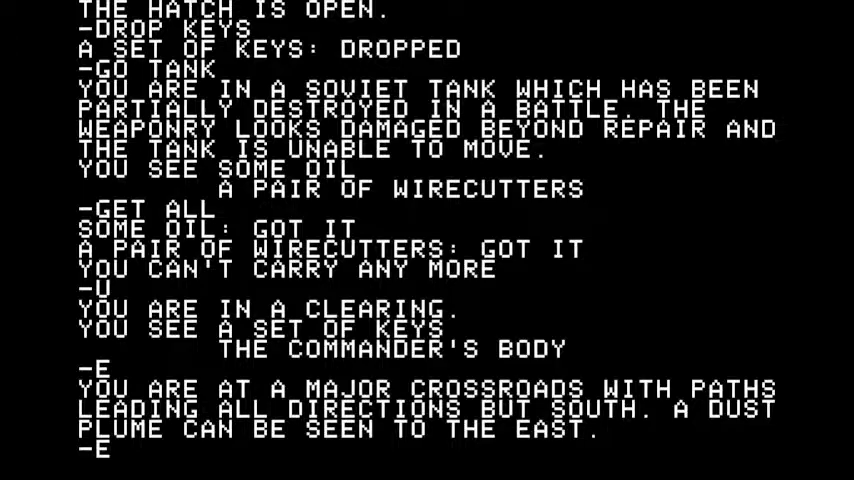 THE HATCH IS OPEN.
-DROP KEYS
A SET OF KEYS: DROPPED
-GO TANK
YOU ARE IN A SOVIET TANK WHICH HAS BEEN
PARTIALLY DESTROYED IN A BATTLE. THE
WEAPONRY LOOKS DAMAGED BEYOND REPAIR AND
THE TANK IS UNABLE TO MOVE.
YOU SEE SOME OIL
A PAIR OF WIRECUTTERS
-GET ALL
SOME OIL: GOT IT
A PAIR OF WIRECUTTERS: GOT IT
YOU CAN'T CARRY ANY MORE
-U
YOU ARE IN A CLEARING.
YOU SEE A SET OF KEYS
THE COMMANDER'S BODY
-E
YOU ARE AT A MAJOR CROSSROADS WITH PATHS
LEADING ALL DIRECTIONS BUT SOUTH. A DUST
PLUME CAN BE SEEN TO THE EAST.
-E